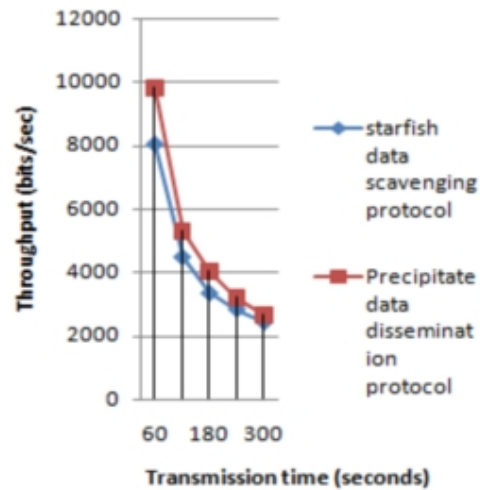 12000
10000
8000
6000
4000
2000
0
Throughput (bits/sec)
60 180 300
Transmission time (seconds)
starfish
data
scavenging
protocol
Precipitate
data
disseminat
ion
protocol